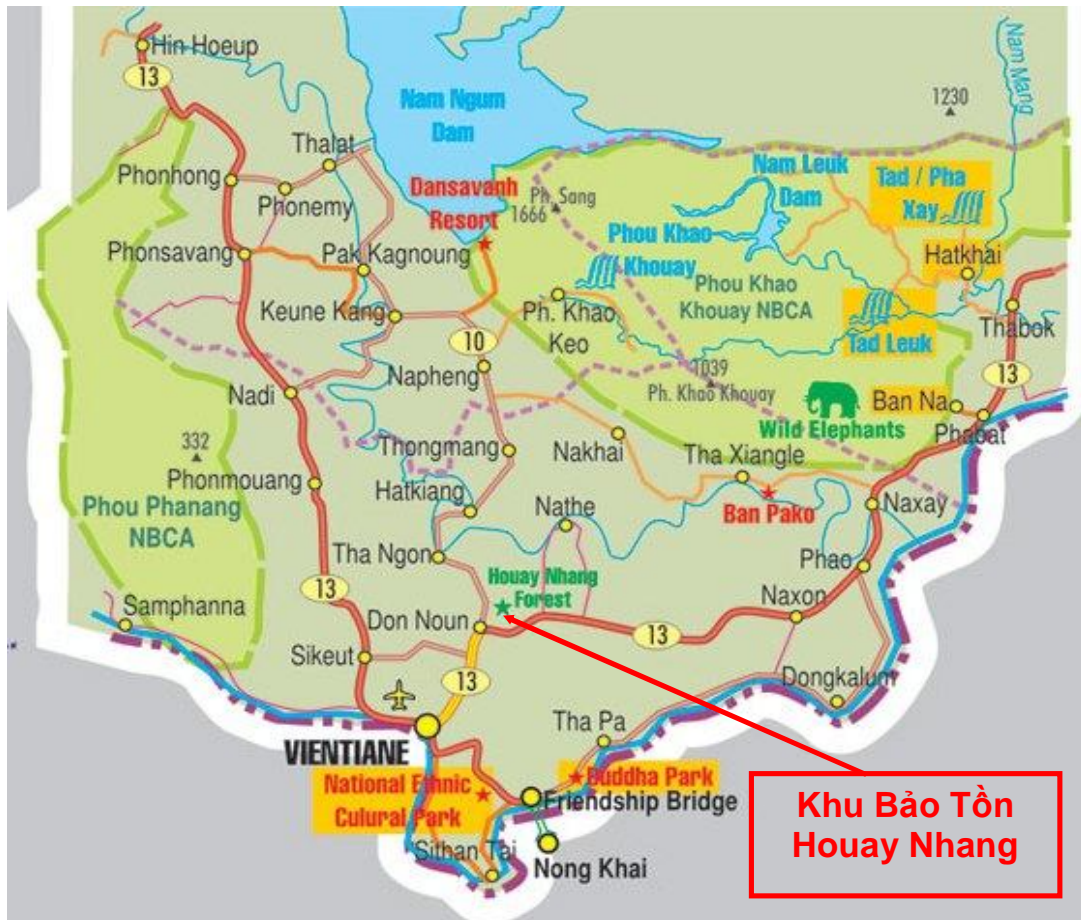 Hin Hoeup
13
Nam Ngum
Dam
Nam Mang
1230
Thalat
Phonhong
Phonemy
Dansavanh
Resort
Ph. Sang
1666
Nam Leuk
Dam
Tad / Pha
Xay
Phou Khao
Khouay
Hatkhai
Phonsavang
Pak Kagnoung
Phou Khao
Khouay NBCA
Keune Kang
Ph. Khao
Keo
Tad Leuk
Thabok
10
Napheng
1039
Ph. Khao Khouay
13
Nadi
Ban Na
Wild Elephants
Phabat
332
Thongmang
Nakhai
Tha Xiangle
Phonmouang
Hatkiang
Nathe
Ban Pako
Naxay
Phou Phanang
NBCA
Tha Ngon
Phao
Houay Nhang
Forest
13
Samphanna
Don Noun
13
Naxon
Sikeut
13
Dongkalum
Tha Pa
VIENTIANE
National Ethnic
Culural Park
Buddha Park
Friendship Bridge
Sithan Tai
Nong Khai
Khu Bảo Tồn
Houay Nhang